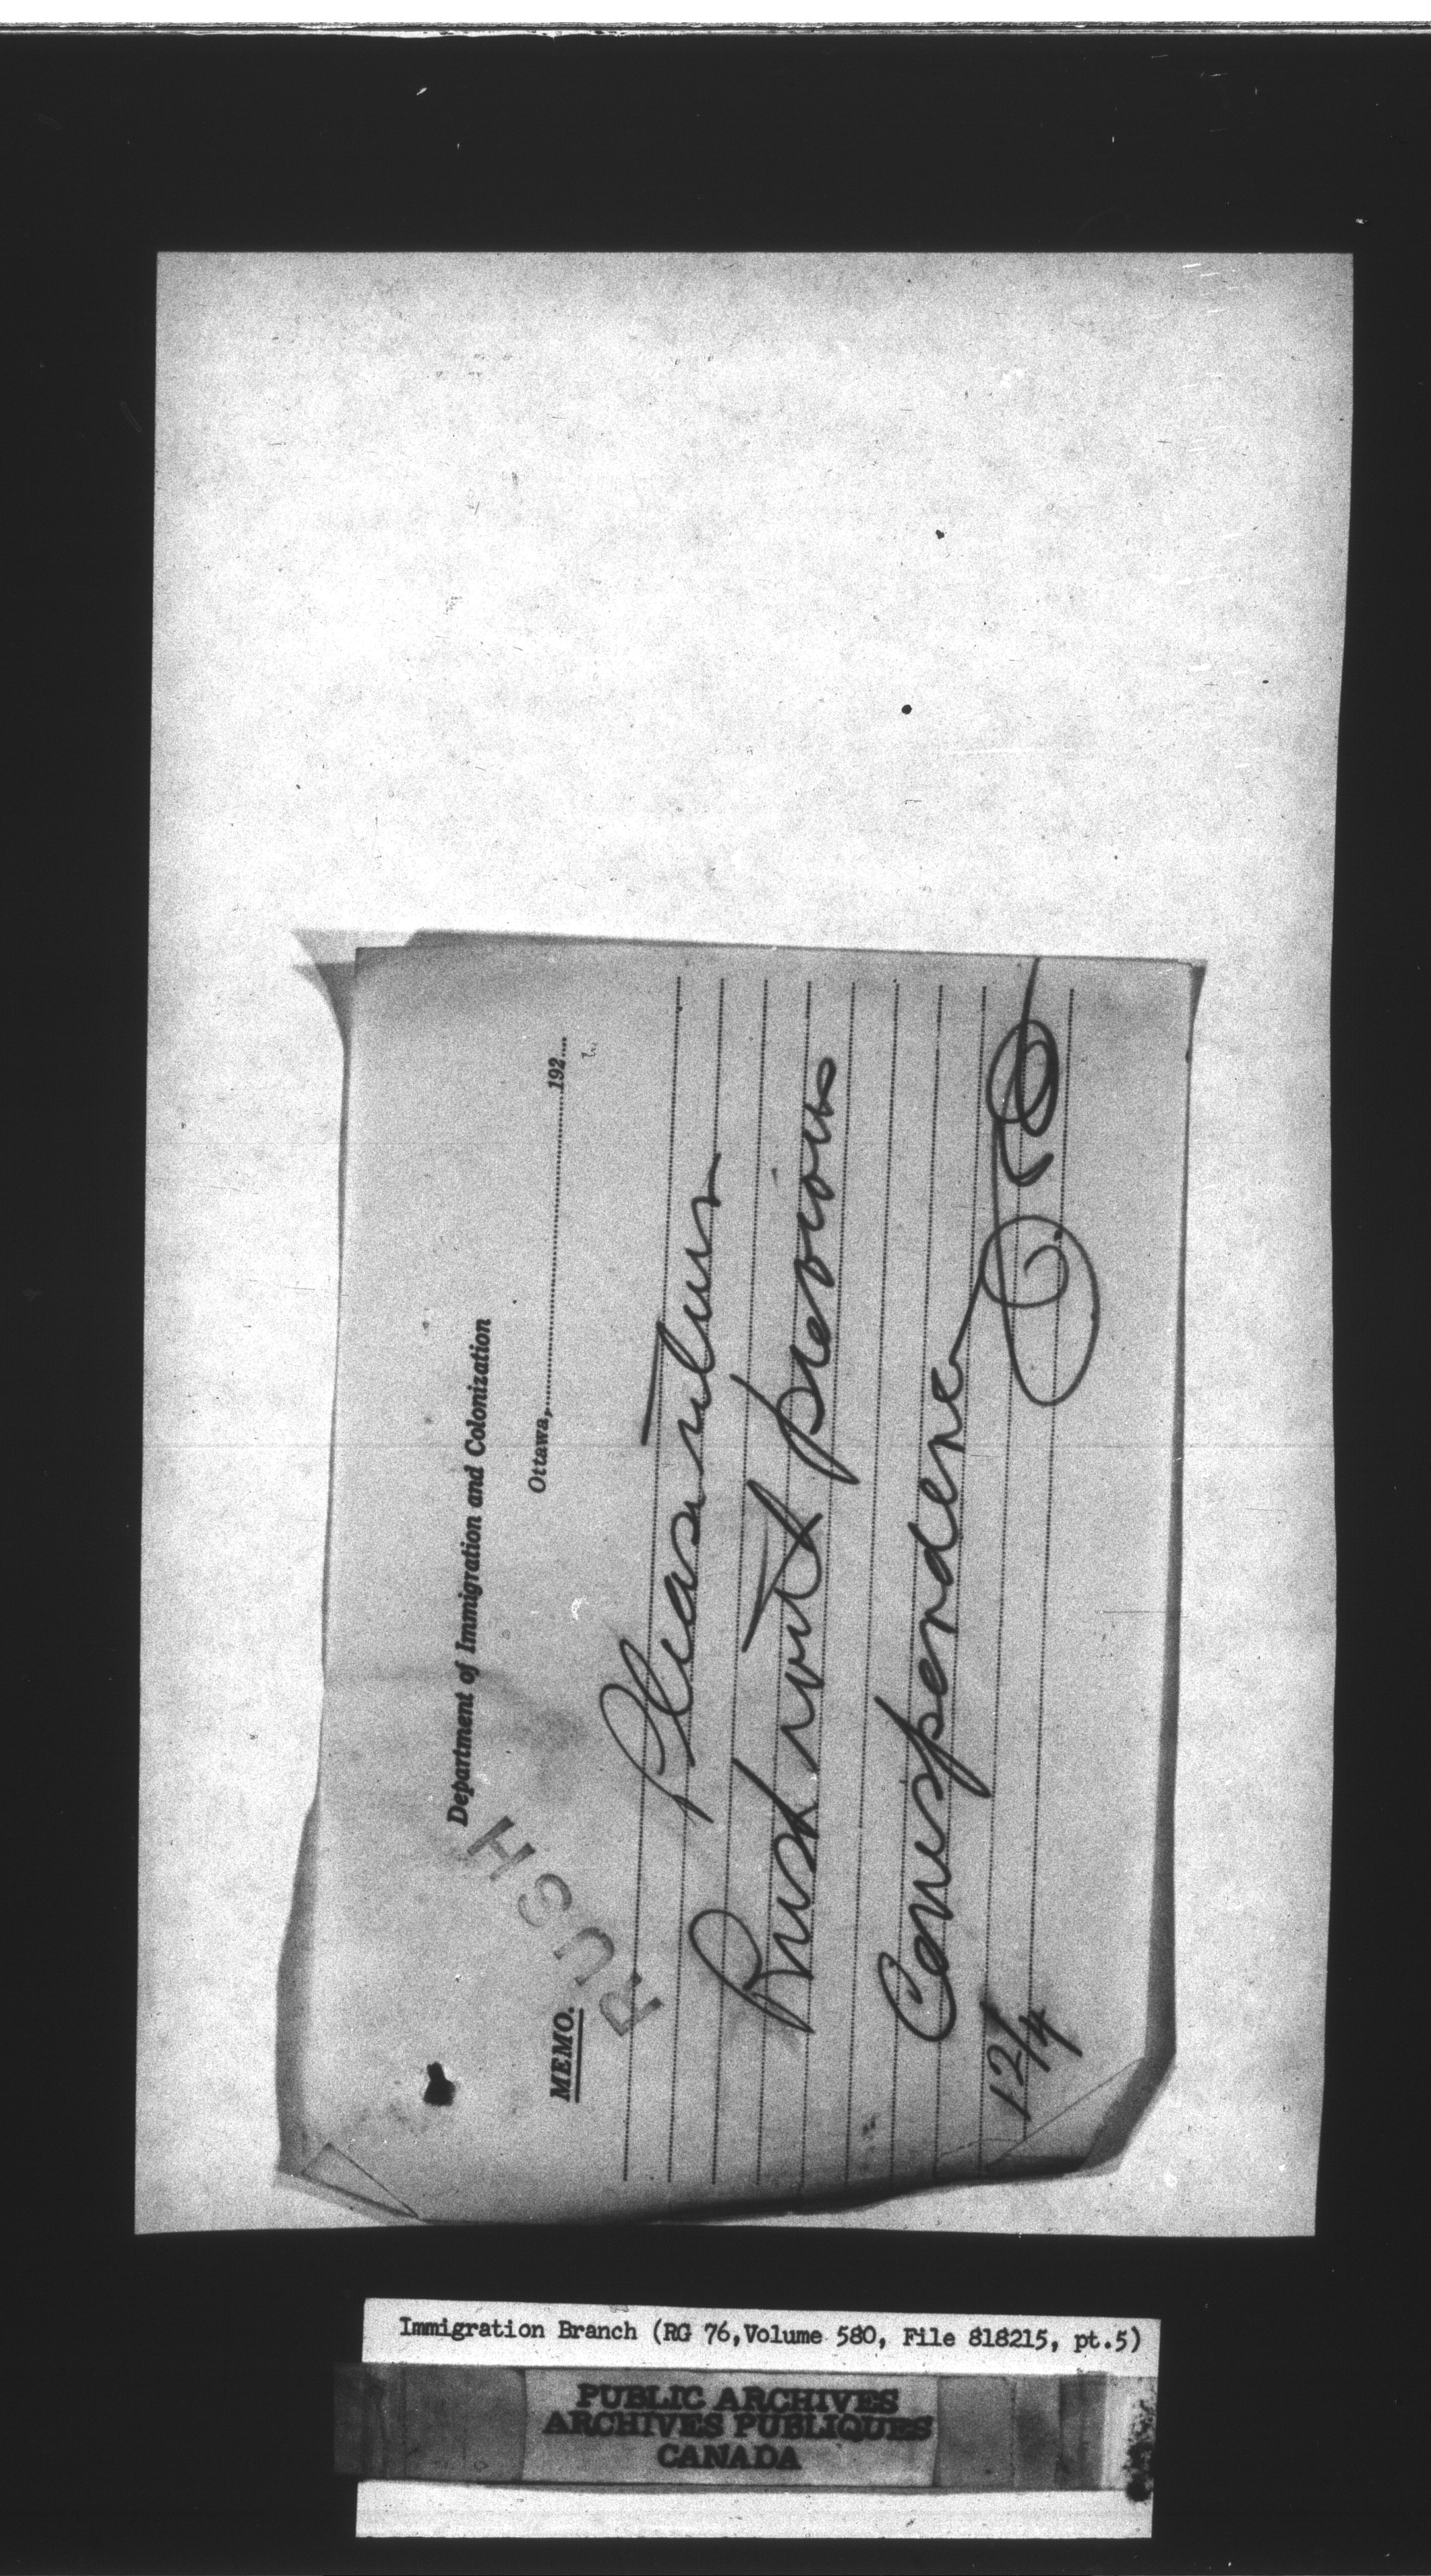 Department of Immigration and Colonization
Ottawa, 192
MEMO.
RUSH
Please return
Rush with previous
Correspondence
12/4
Immigration Branch (RG 76, Volume 580, File 818215, pt.5)
PUBLIC ARCHIVES
ARCHIVES PUBLIQUES
CANADA